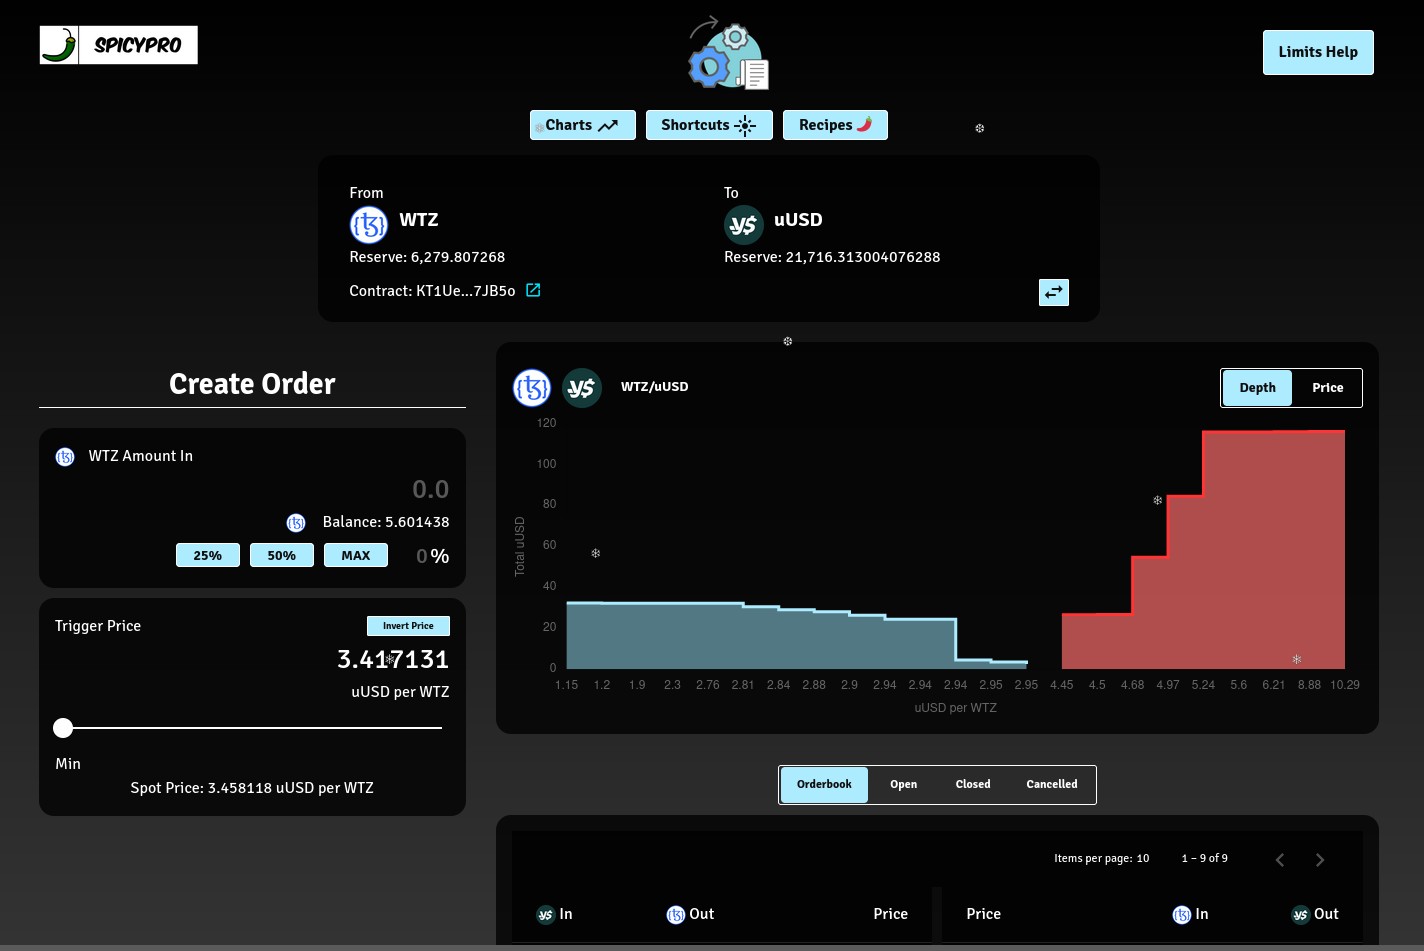 SPICYPRO
Limits Help
Charts
Shortcuts
Recipes
From
To
WTZ
uUSD
Reserve: 6,279.807268
Reserve: 21,716.313004076288
Contract: KT1Ue...7JB5o
Create Order
WTZ Amount In
0.0
Balance: 5.601438
25% 50% MAX 0 %
Trigger Price
Invert Price
3.417131
uUSD per WTZ
Min
Spot Price: 3.458118 uUSD per WTZ
WTZ/uUSD
Depth Price
120
100
80
60
40
20
0
Total uUSD
1.15 1.2 1.9 2.3 2.76 2.81 2.84 2.88 2.9 2.94 2.94 2.94 2.95 2.95 4.45 4.5 4.68 4.97 5.24 5.6 6.21 8.88 10.29
uUSD per WTZ
Orderbook Open Closed Cancelled
Items per page: 10 1 – 9 of 9
In Out Price Price In Out